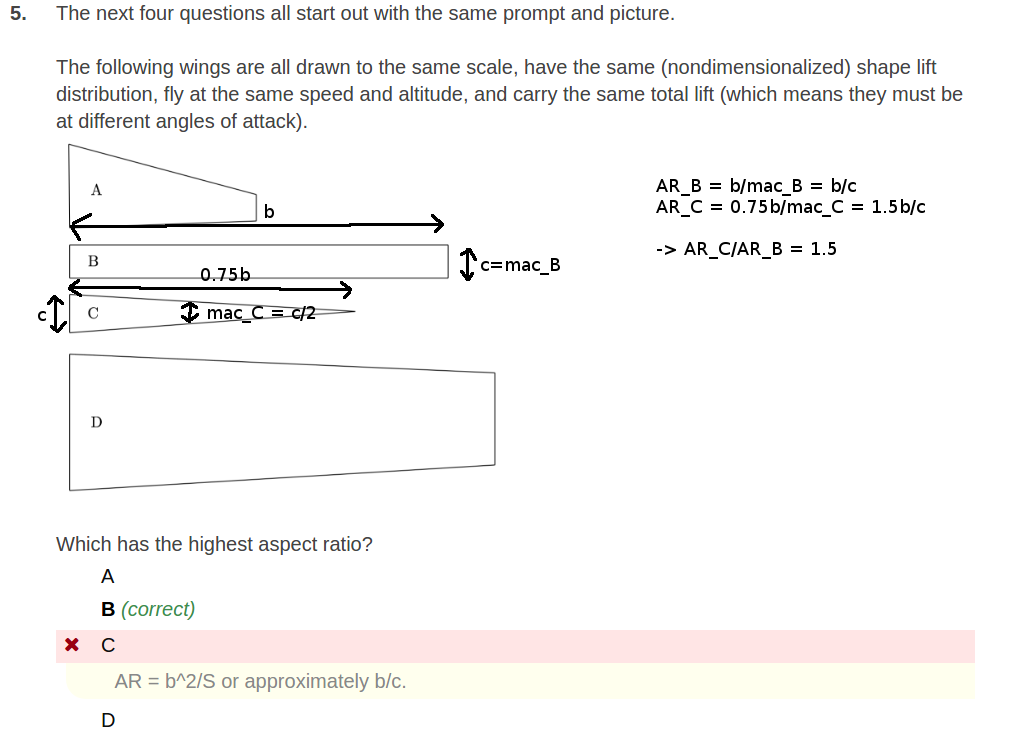 5. The next four questions all start out with the same prompt and picture.
The following wings are all drawn to the same scale, have the same (nondimensionalized) shape lift
distribution, fly at the same speed and altitude, and carry the same total lift (which means they must be
at different angles of attack).
A
b
AR_B = b/mac_B = b/c
AR_C = 0.75b/mac_C = 1.5b/c
-> AR_C/AR_B = 1.5
B
c=mac_B
0.75b
c
C
mac_C = c/2
D
Which has the highest aspect ratio?
A
B (correct)
✖ C
AR = b^2/S or approximately b/c.
D